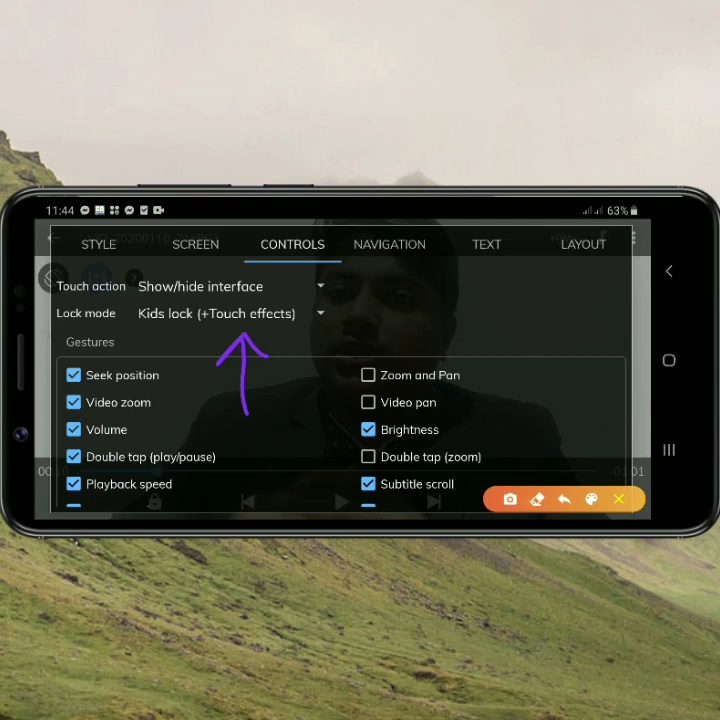 11:44
63%
STYLE SCREEN CONTROLS NAVIGATION TEXT LAYOUT
Touch action Show/hide interface
Lock mode Kids lock (+Touch effects)
Gestures
Seek position Zoom and Pan
Video zoom Video pan
Volume Brightness
Double tap (play/pause) Double tap (zoom)
Playback speed Subtitle scroll